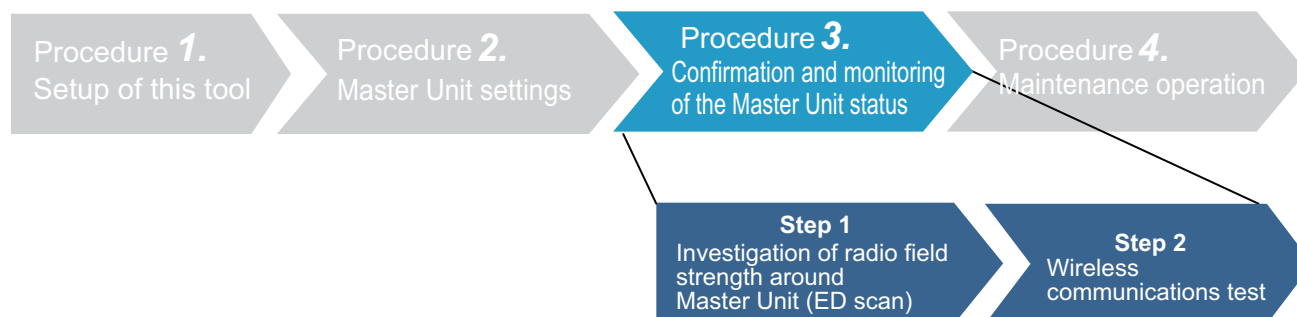 Procedure 1.
Setup of this tool
Procedure 2.
Master Unit settings
Procedure 3.
Confirmation and monitoring
of the Master Unit status
Procedure 4.
Maintenance operation
Step 1
Investigation of radio field
strength around
Master Unit (ED scan)
Step 2
Wireless
communications test